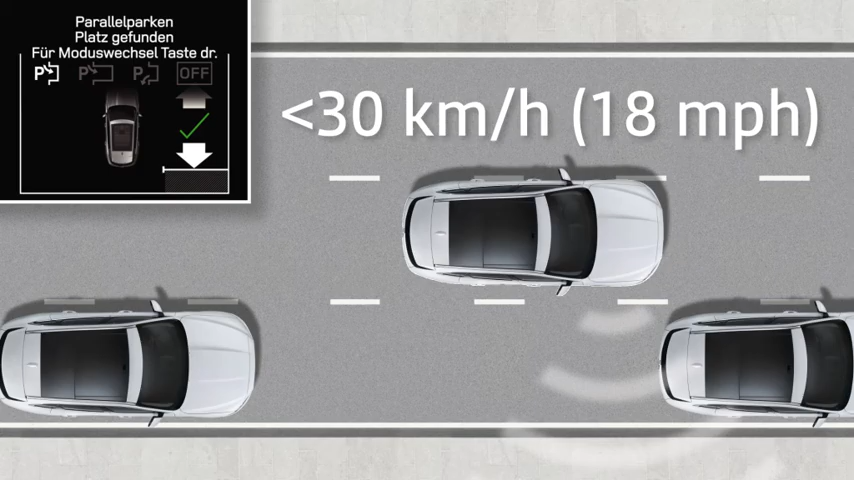 Parallelparken
Platz gefunden
Für Moduswechsel Taste dr.
P P P OFF
<30 km/h (18 mph)